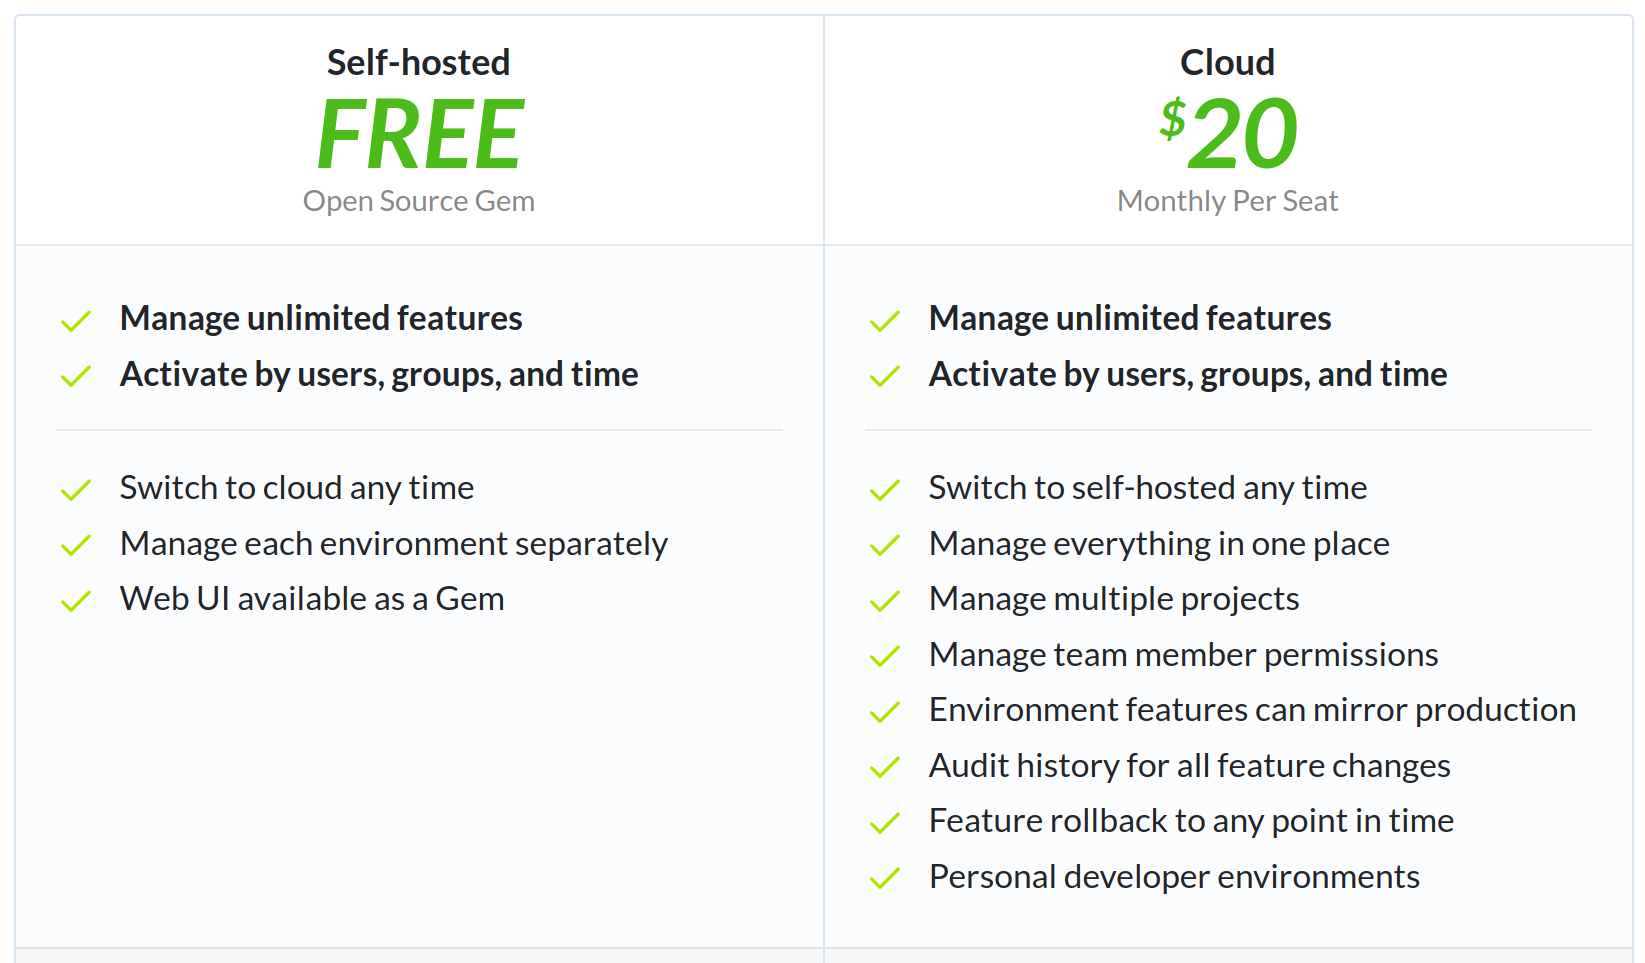 Self-hosted
FREE
Open Source Gem
Manage unlimited features
Activate by users, groups, and time
Switch to cloud any time
Manage each environment separately
Web UI available as a Gem
Cloud
$20
Monthly Per Seat
Manage unlimited features
Activate by users, groups, and time
Switch to self-hosted any time
Manage everything in one place
Manage multiple projects
Manage team member permissions
Environment features can mirror production
Audit history for all feature changes
Feature rollback to any point in time
Personal developer environments